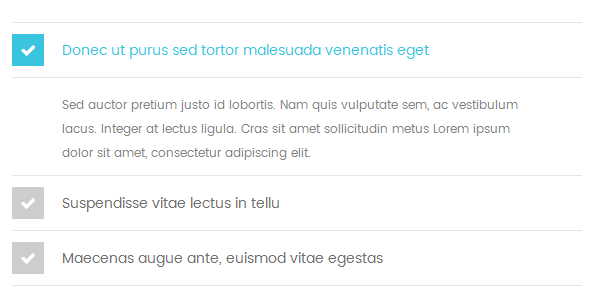 Donec ut purus sed tortor malesuada venenatis eget
Sed auctor pretium justo id lobortis. Nam quis vulputate sem, ac vestibulum
lacus. Integer at lectus ligula. Cras sit amet sollicitudin metus Lorem ipsum
dolor sit amet, consectetur adipiscing elit.
Suspendisse vitae lectus in tellu
Maecenas augue ante, euismod vitae egestas